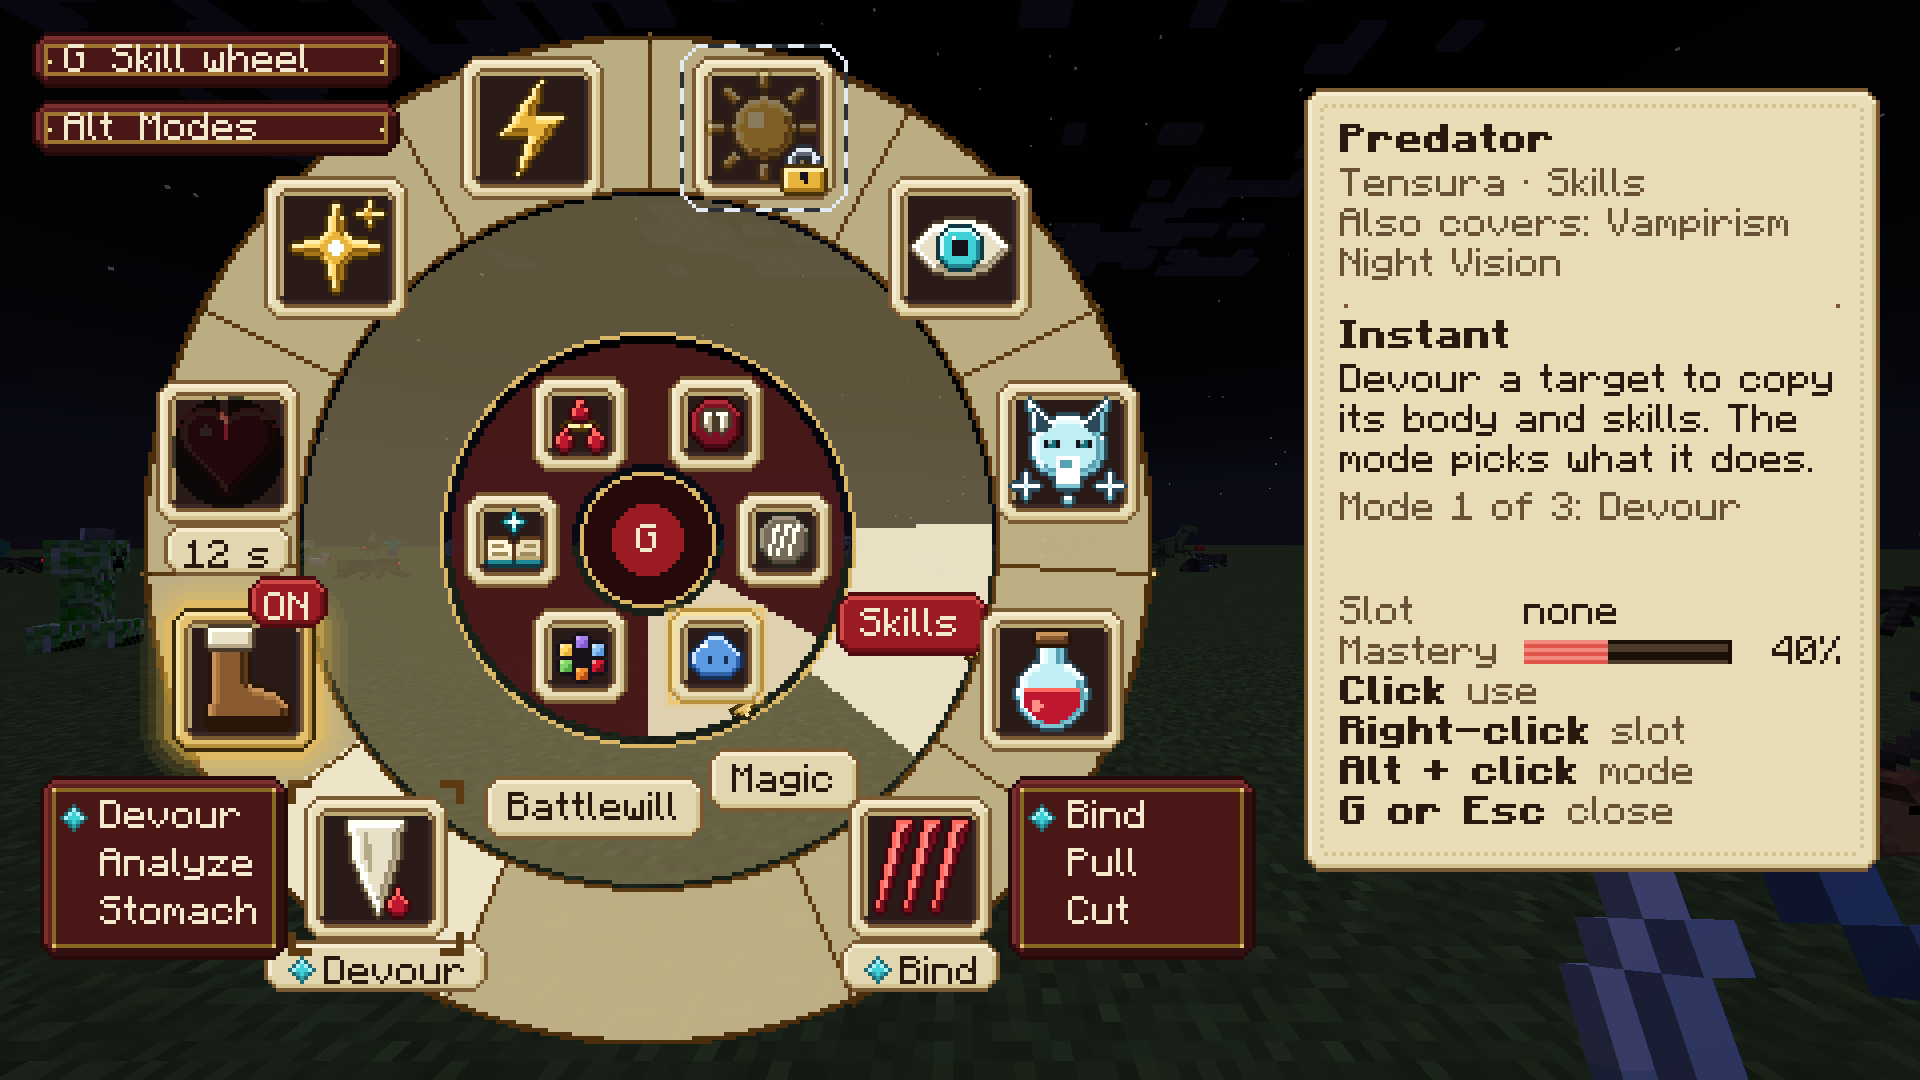 G Skill wheel
Alt Modes
Predator
Tensura · Skills
Also covers: Vampirism
Night Vision
Instant
Devour a target to copy
its body and skills. The
mode picks what it does.
Mode 1 of 3: Devour
Slot none
Mastery 40%
Click use
Right-click slot
Alt + click mode
G or Esc close
G
12 s
ON
Skills
Magic
Battlewill
Devour
Analyze
Stomach
Devour
Bind
Pull
Cut
Bind